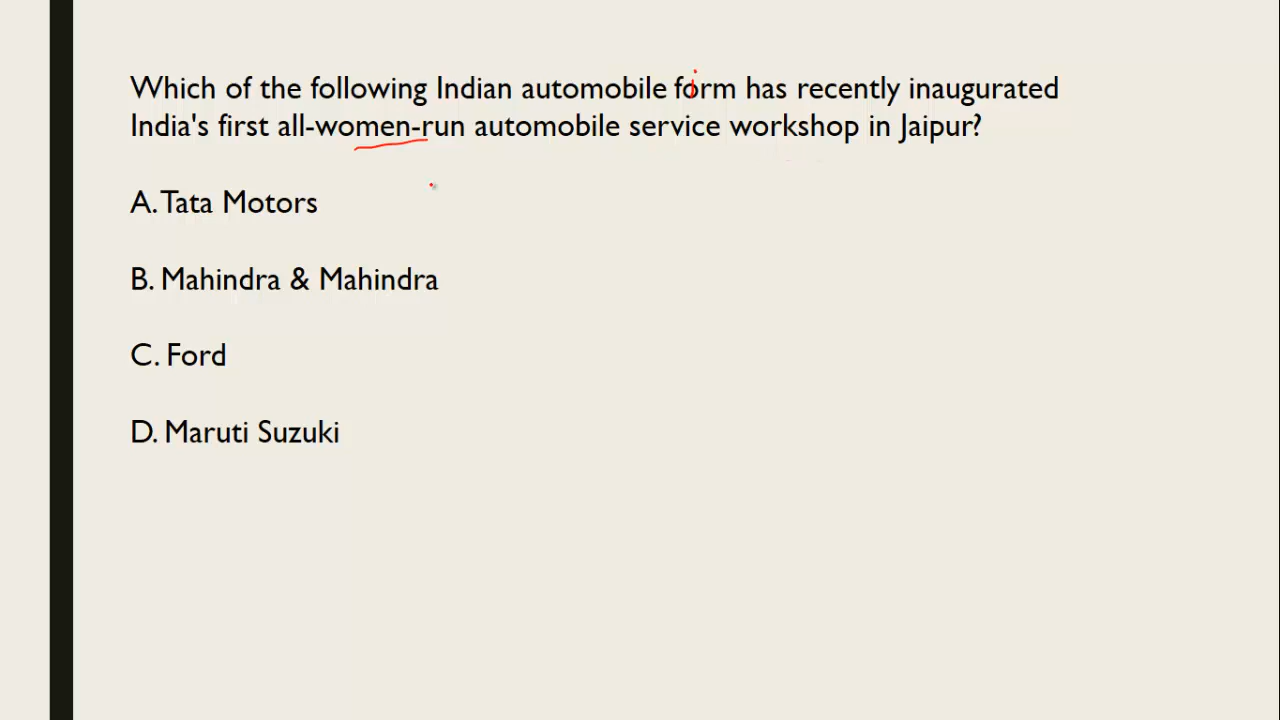 Which of the following Indian automobile form has recently inaugurated
India's first all-women-run automobile service workshop in Jaipur?
A. Tata Motors
B. Mahindra & Mahindra
C. Ford
D. Maruti Suzuki